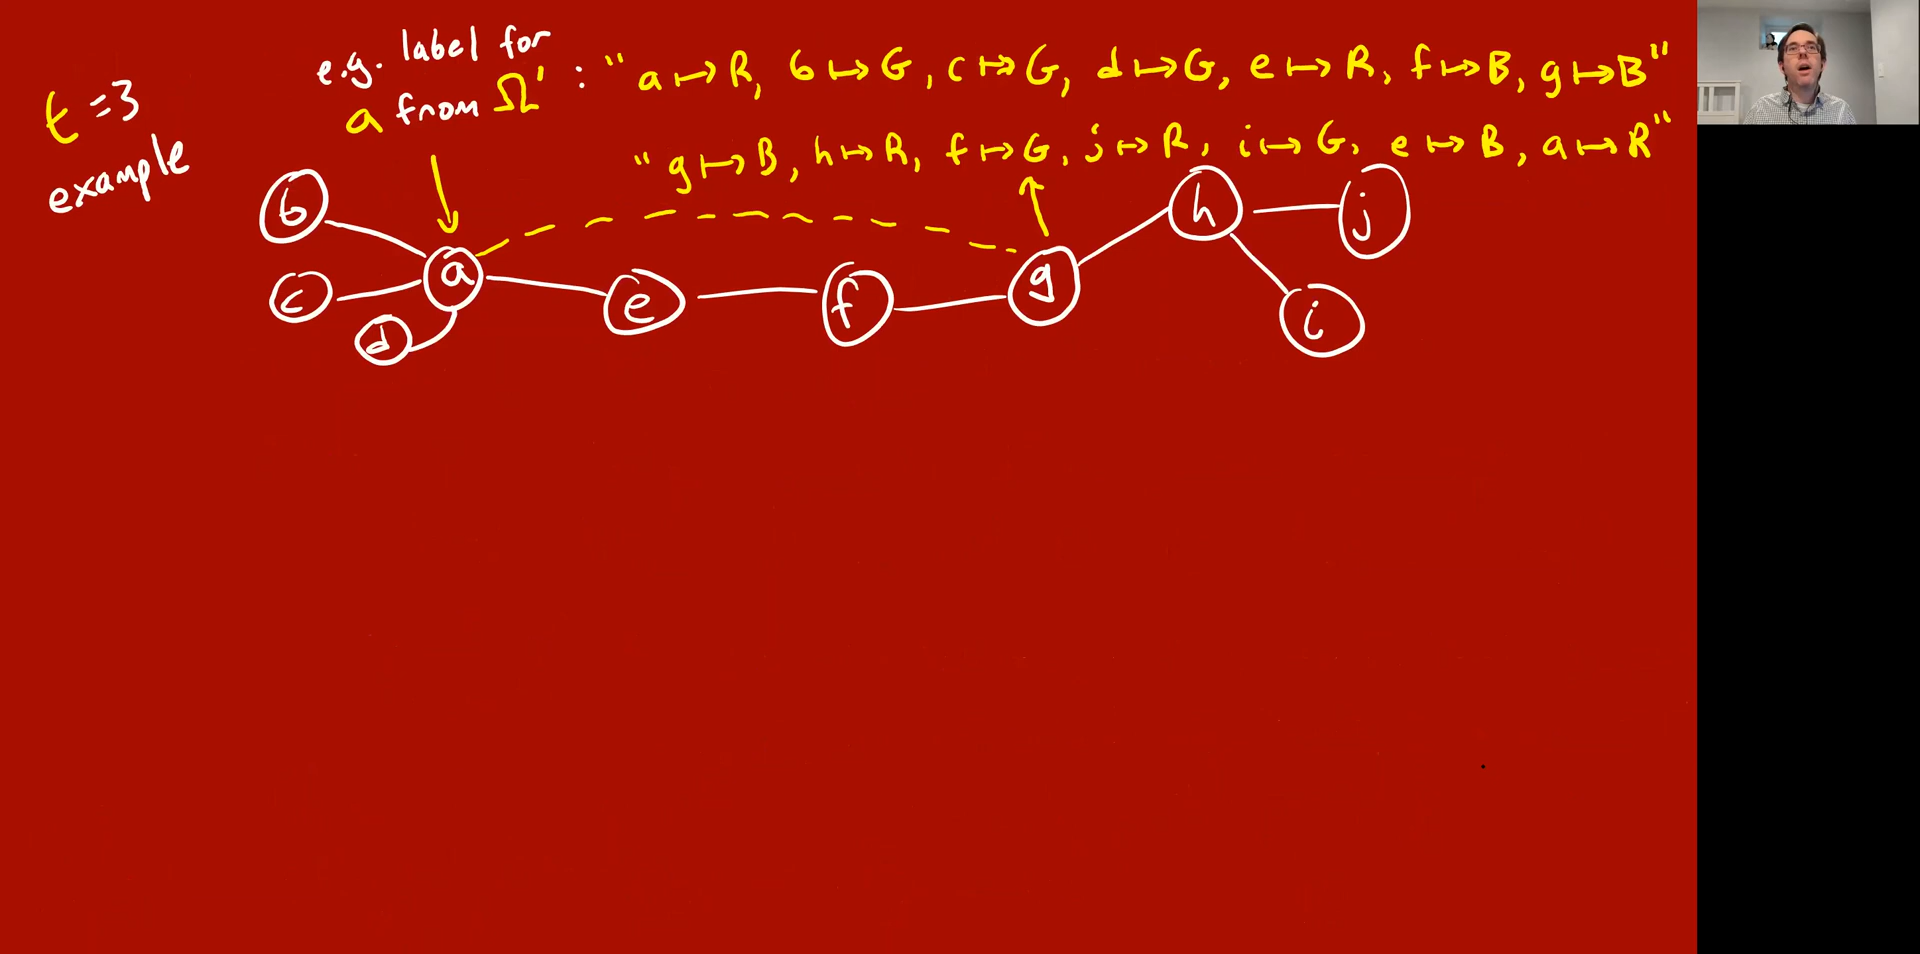 e.g. label for
a from Ω' : "a ↦ R, b ↦ G, c ↦ G, d ↦ G, e ↦ R, f ↦ B, g ↦ B"
t = 3
example
"g ↦ B, h ↦ R, f ↦ G, j ↦ R, i ↦ G, e ↦ B, a ↦ R"
b
h
j
a
c
e
f
g
d
i